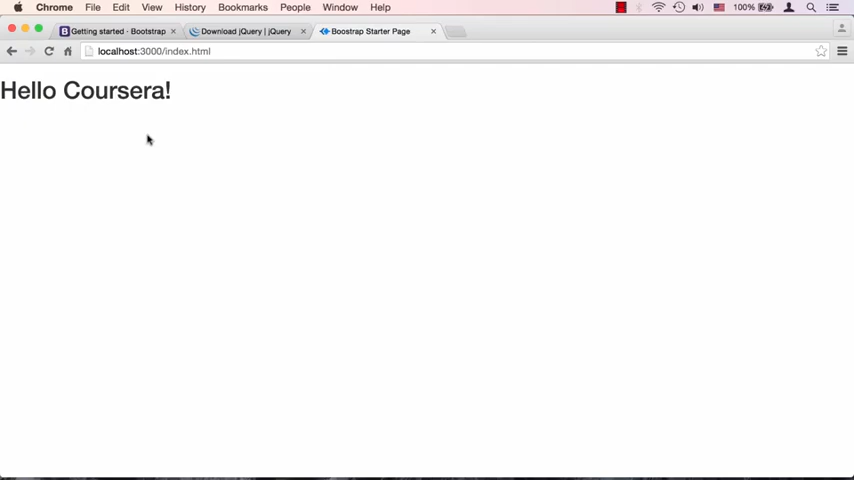 Chrome File Edit View History Bookmarks People Window Help 100%
Getting started · Bootstrap Download jQuery | jQuery Boostrap Starter Page
localhost:3000/index.html
Hello Coursera!